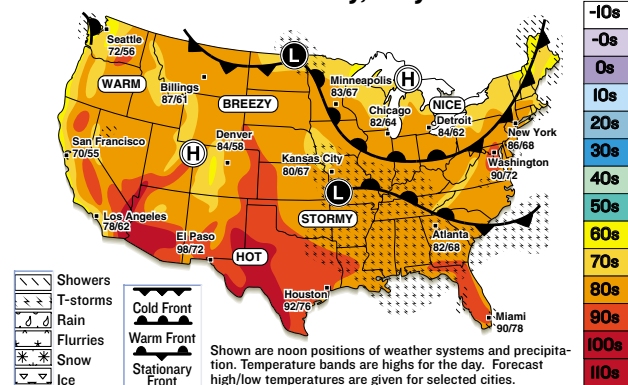 -10s
-0s
0s
10s
20s
30s
40s
50s
60s
70s
80s
90s
100s
110s
Seattle
72/56
WARM
Billings
87/61
BREEZY
L
Minneapolis
83/67
H
Chicago
82/64
NICE
Detroit
84/62
New York
86/68
Washington
90/72
San Francisco
70/55
H
Denver
84/58
Kansas City
80/67
L
STORMY
Los Angeles
78/62
El Paso
98/72
HOT
Atlanta
82/68
Houston
92/76
Miami
90/78
Showers
T-storms
Rain
Flurries
Snow
Ice
Cold Front
Warm Front
Stationary
Front
Shown are noon positions of weather systems and precipita-
tion. Temperature bands are highs for the day. Forecast
high/low temperatures are given for selected cities.